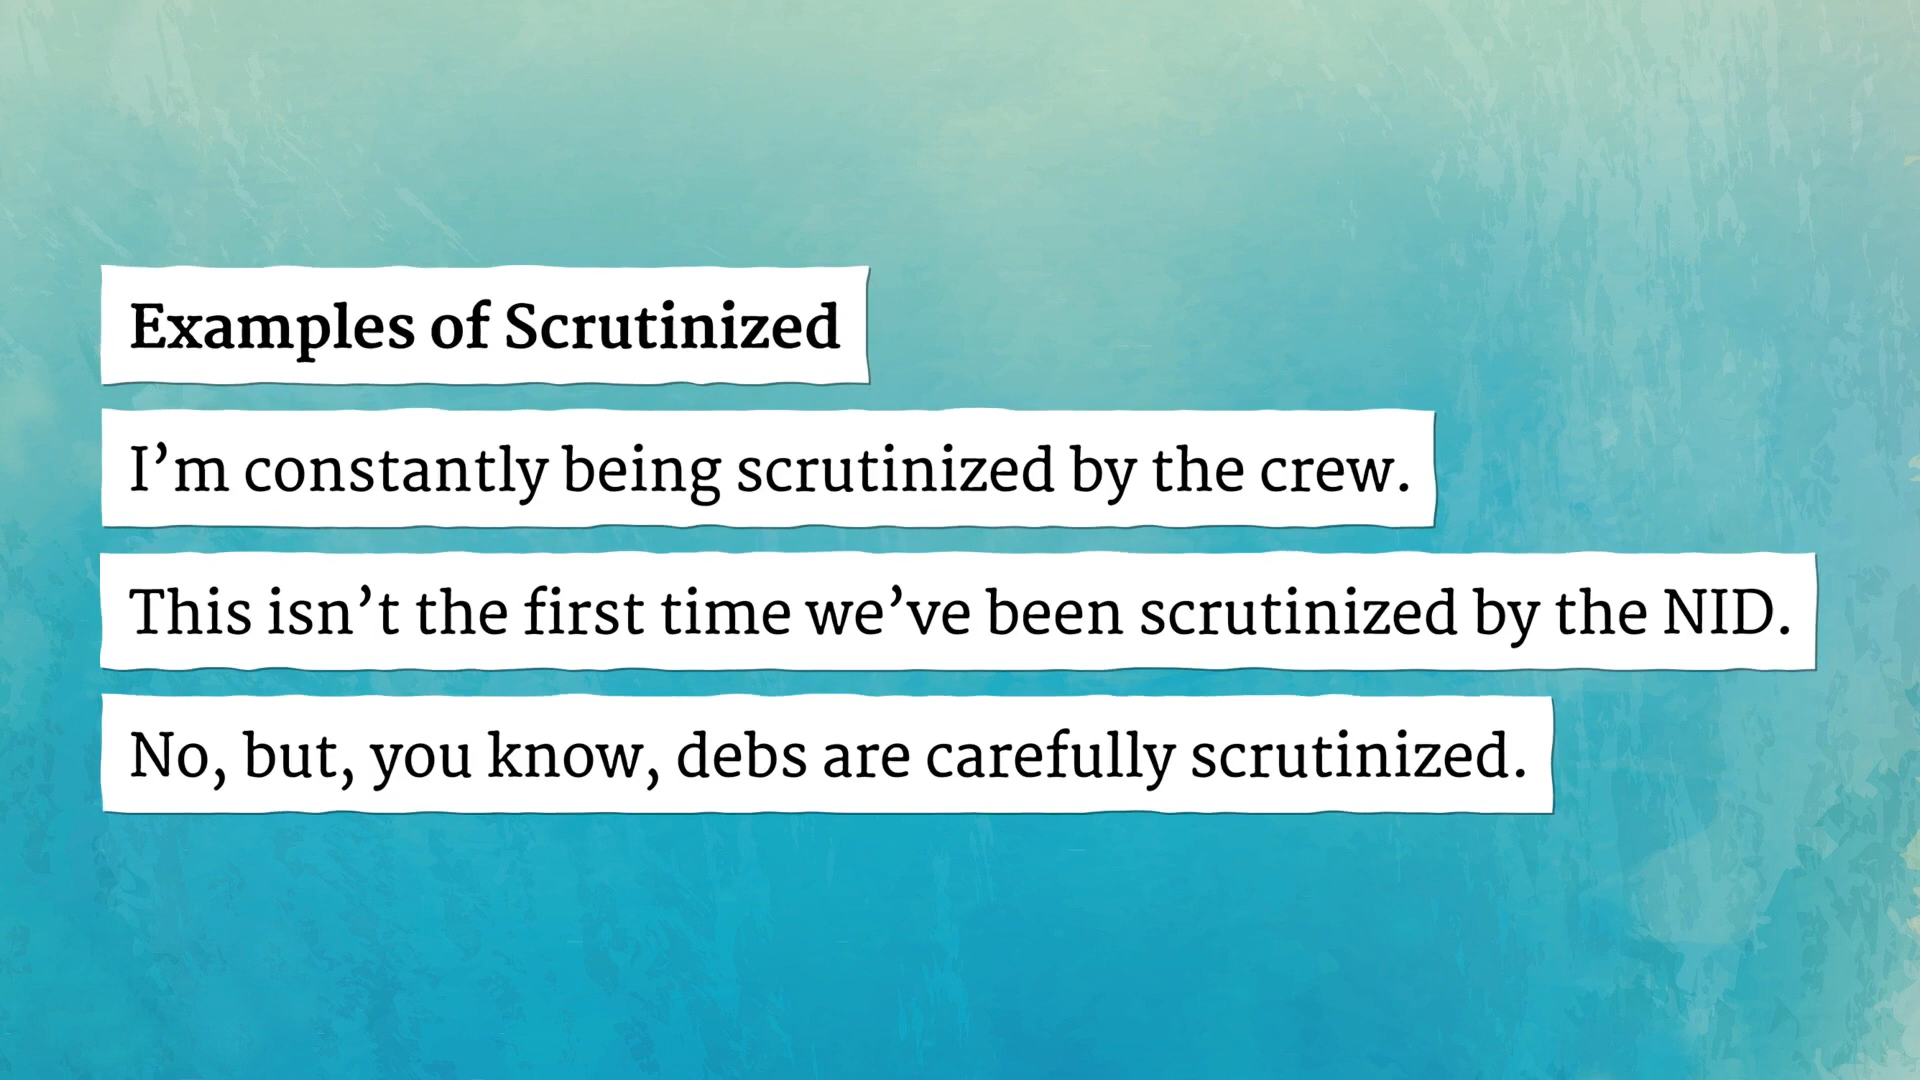 Examples of Scrutinized
I’m constantly being scrutinized by the crew.
This isn’t the first time we’ve been scrutinized by the NID.
No, but, you know, debs are carefully scrutinized.